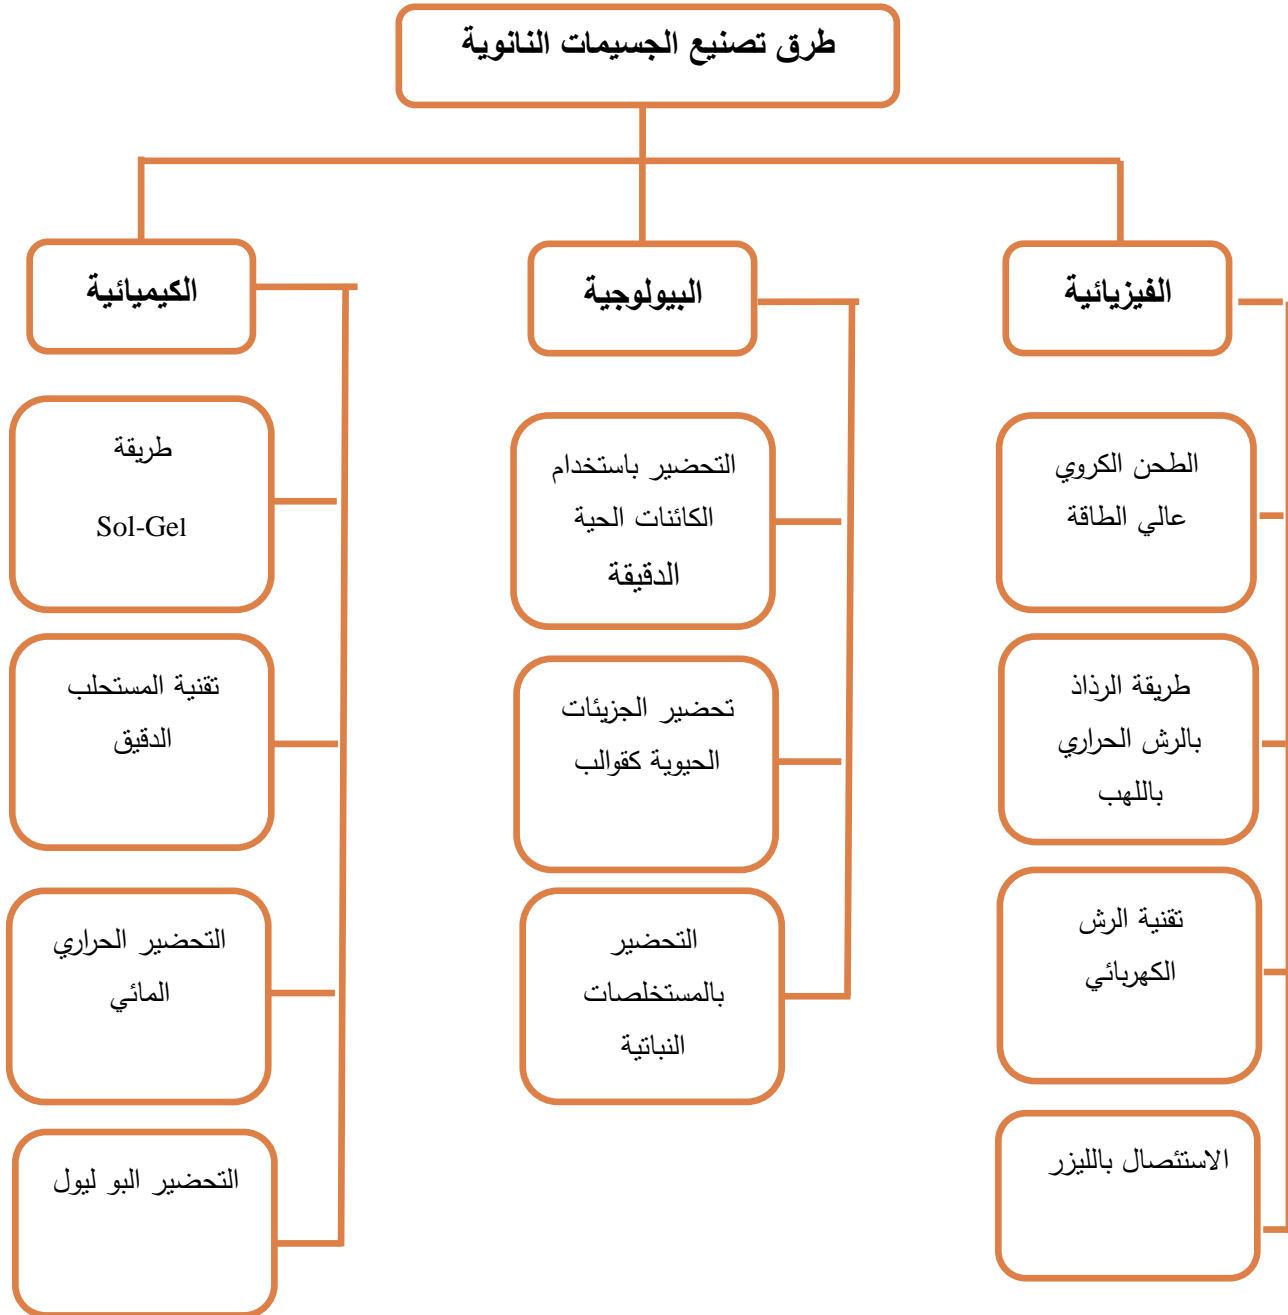 طرق تصنيع الجسيمات النانوية
الفيزيائية
الطحن الكروي
عالي الطاقة
طريقة الرذاذ
بالرش الحراري
باللهب
تقنية الرش
الكهربائي
الاستئصال بالليزر
البيولوجية
التحضير باستخدام
الكائنات الحية
الدقيقة
تحضير الجزيئات
الحيوية كقوالب
التحضير
بالمستخلصات
النباتية
الكيميائية
طريقة
Sol-Gel
تقنية المستحلب
الدقيق
التحضير الحراري
المائي
التحضير البو ليول